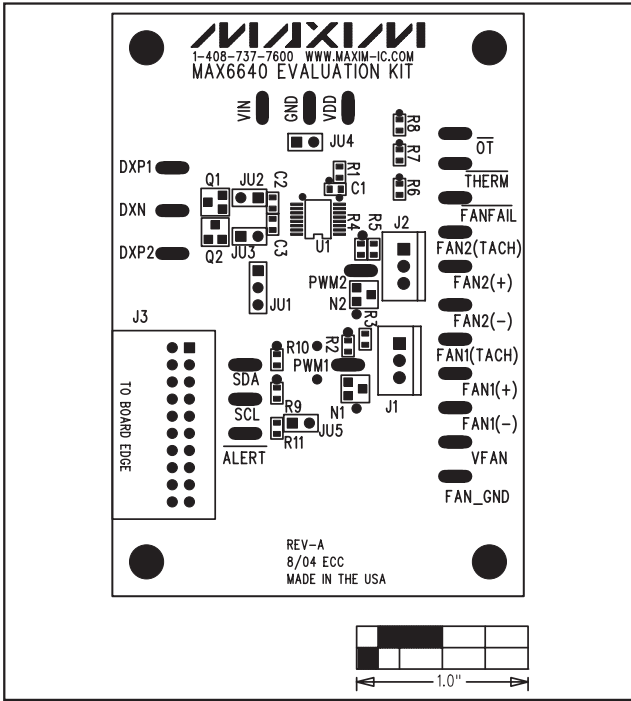 MAXIM
1-408-737-7600 WWW.MAXIM-IC.COM
MAX6640 EVALUATION KIT
VIN
GND
VDD
JU4
R8
R7
R6
OT
THERM
FANFAIL
DXP1
DXN
DXP2
Q1
JU2
C2
Q2
JU3
C3
R1
C1
U1
R4
R5
J2
PWM2
N2
JU1
FAN2(TACH)
FAN2(+)
FAN2(-)
FAN1(TACH)
FAN1(+)
FAN1(-)
VFAN
FAN_GND
J3
TO BOARD EDGE
R10
SDA
SCL
R9
ALERT
R11
JU5
R2
R3
PWM1
N1
J1
REV-A
8/04 ECC
MADE IN THE USA
1.0"